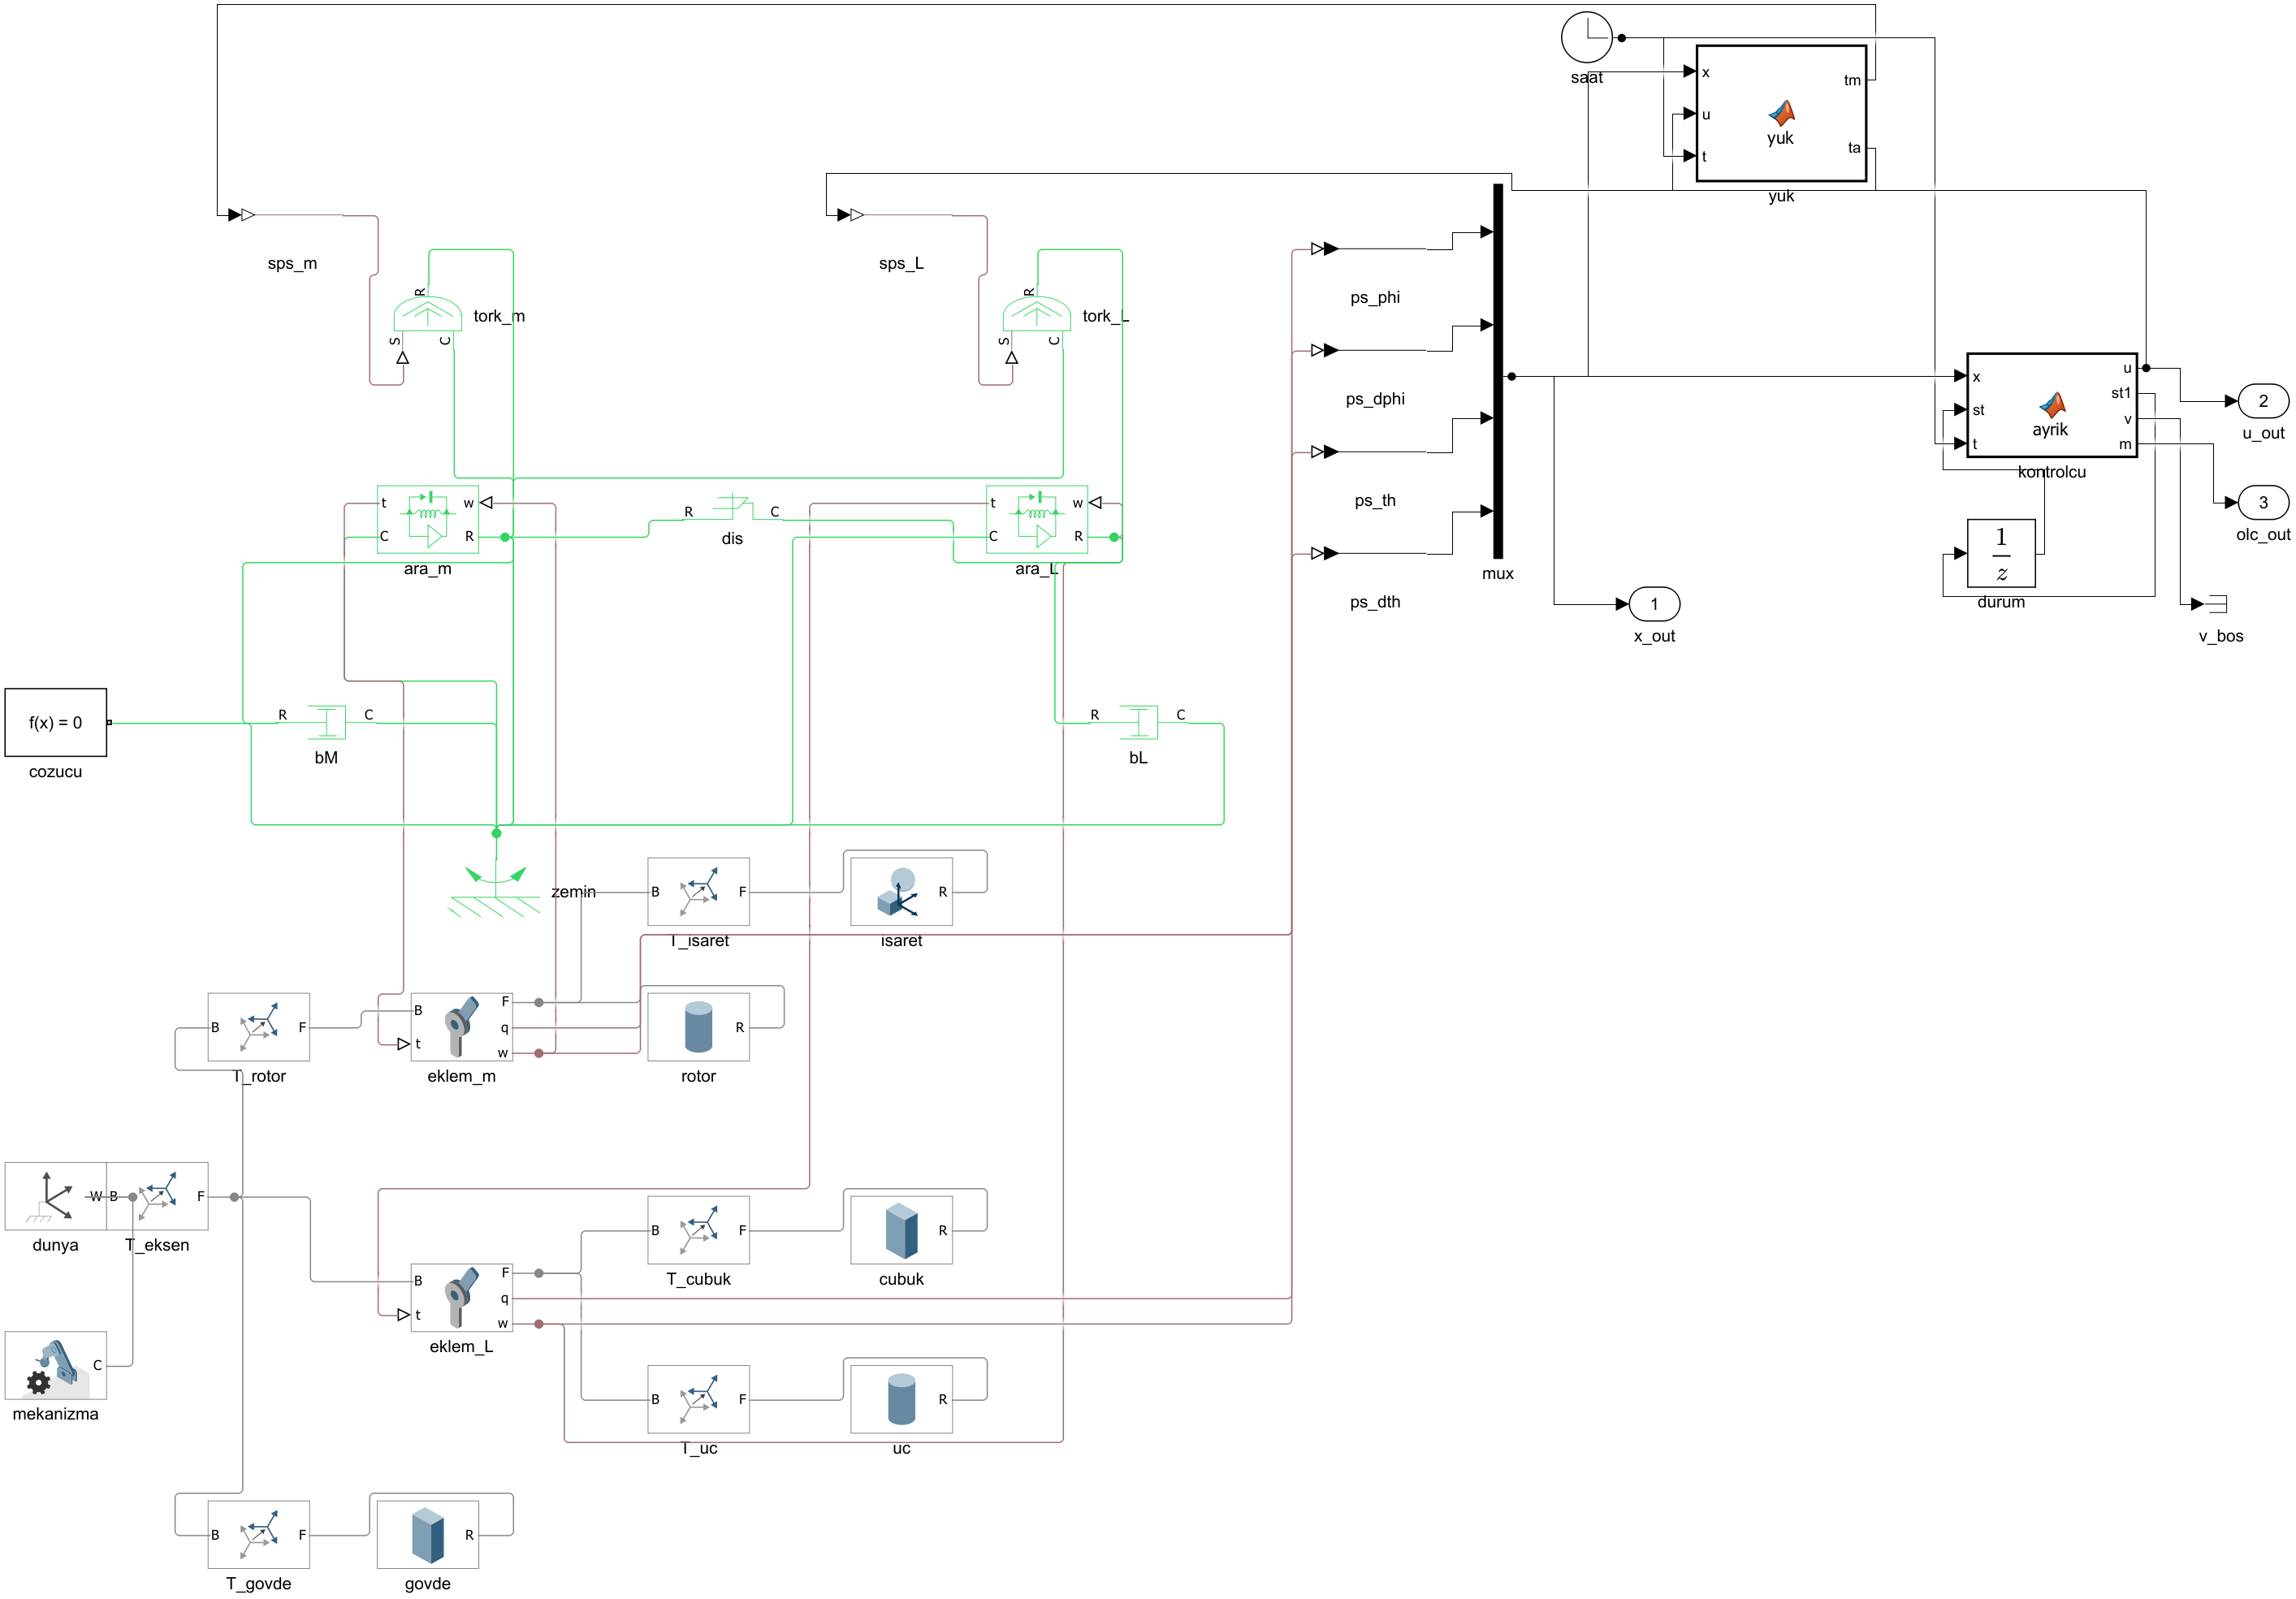 saat
x
u
t
tm
ta
yuk
yuk
sps_m
sps_L
R
tork_m
S
C
R
tork_L
S
C
ps_phi
ps_dphi
ps_th
ps_dth
mux
x
st
t
u
st1
v
m
ayrik
kontrolcu
2
u_out
3
olc_out
1
z
durum
1
x_out
v_bos
t
w
C
R
ara_m
R
C
dis
t
w
C
R
ara_L
f(x) = 0
cozucu
R
C
bM
R
C
bL
zemin
B
F
T_isaret
R
isaret
B
F
T_rotor
B
t
F
q
w
eklem_m
R
rotor
W
dunya
B
F
T_eksen
B
t
F
q
w
eklem_L
B
F
T_cubuk
R
cubuk
C
mekanizma
B
F
T_uc
R
uc
B
F
T_govde
R
govde